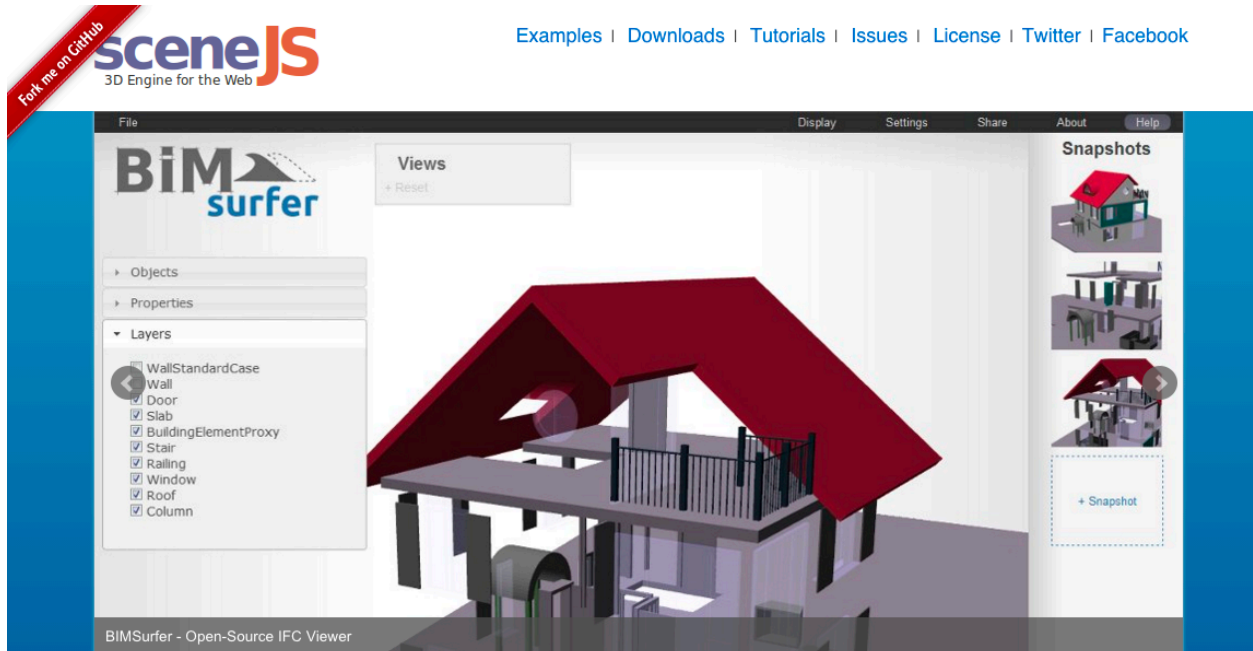 Fork me on GitHub
sceneJS
3D Engine for the Web
Examples | Downloads | Tutorials | Issues | License | Twitter | Facebook
File Display Settings Share About Help
BiM
surfer
Views
+ Reset
Snapshots
Objects
Properties
Layers
WallStandardCase
Wall
Door
Slab
BuildingElementProxy
Stair
Railing
Window
Roof
Column
+ Snapshot
BIMSurfer - Open-Source IFC Viewer